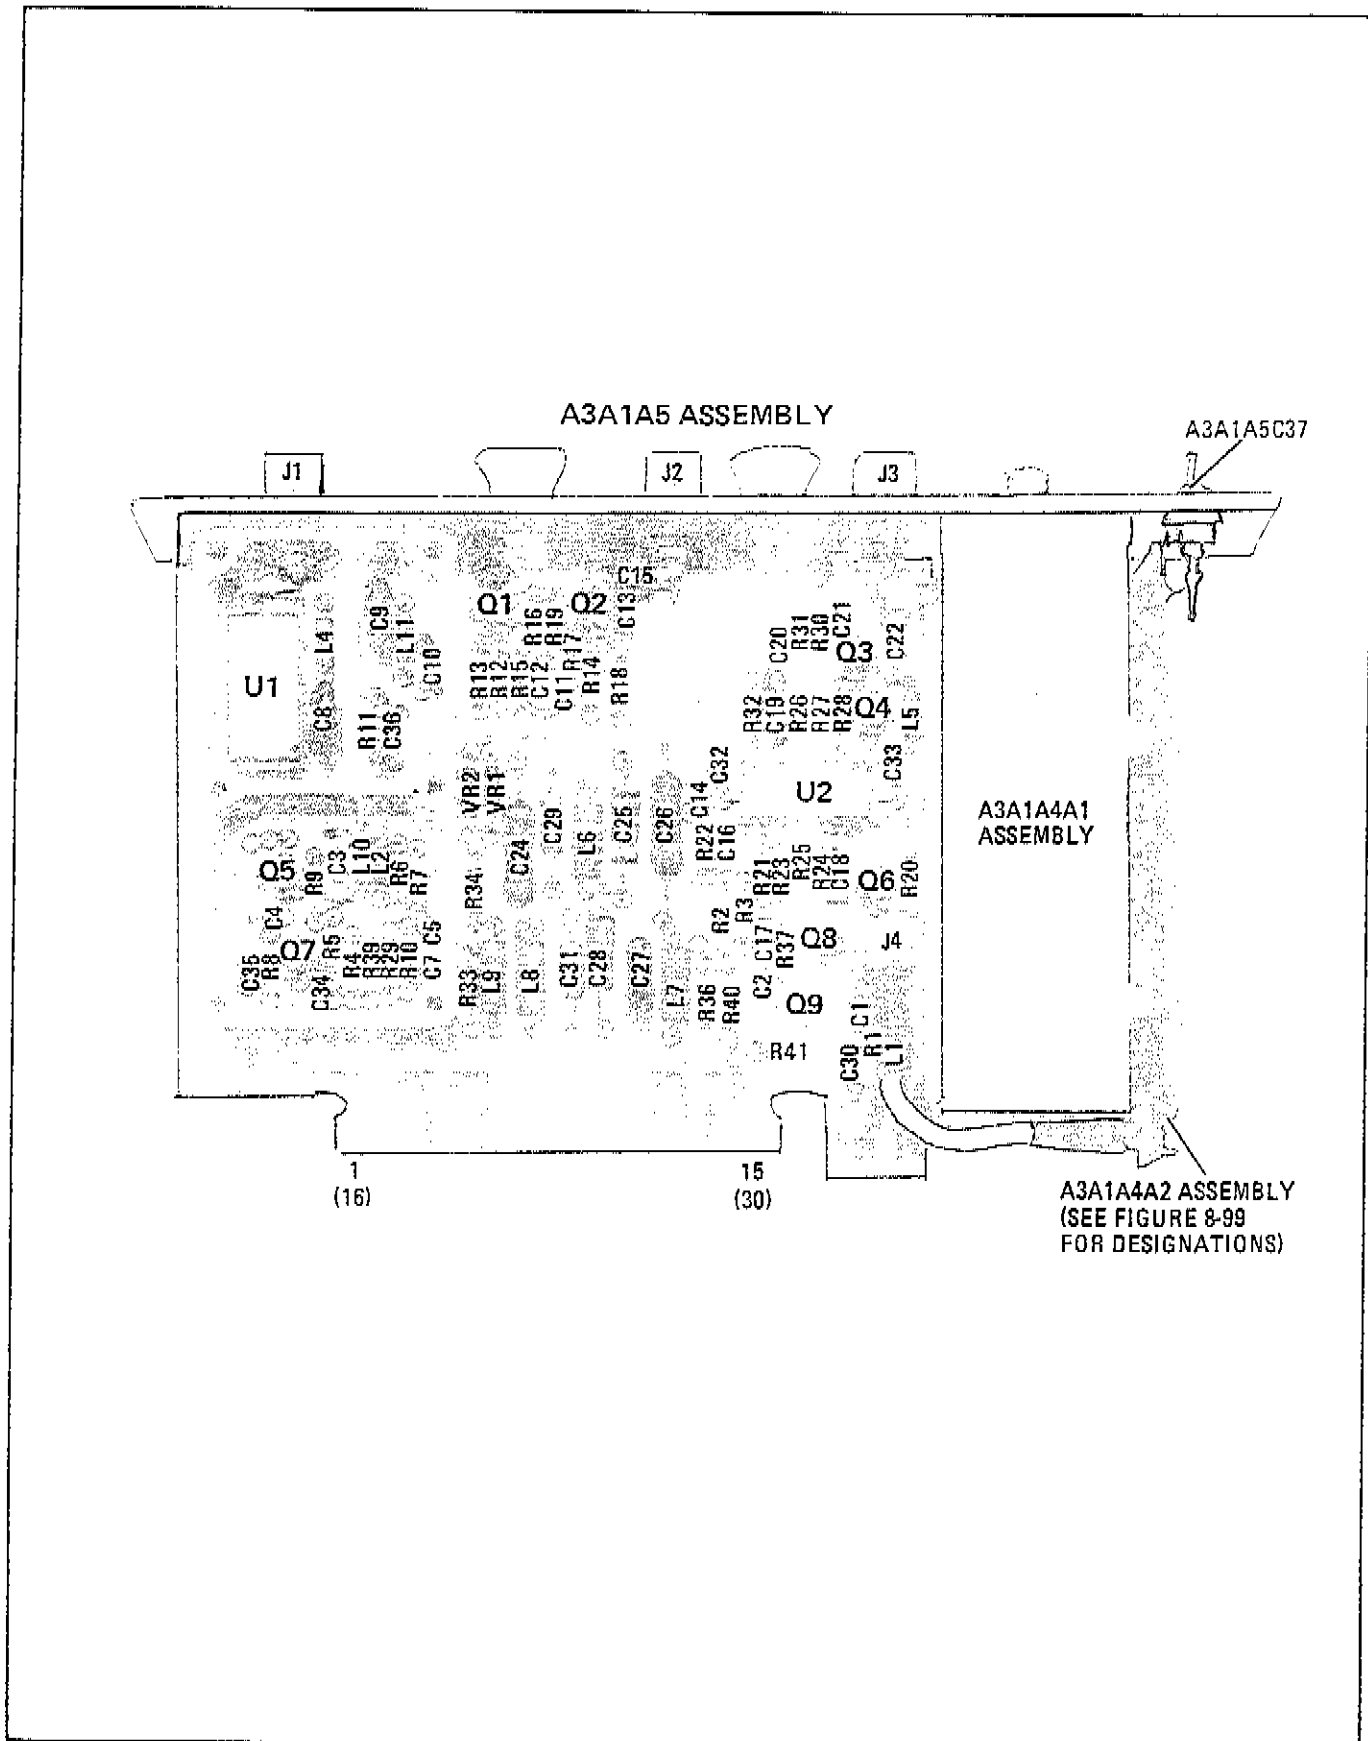 A3A1A5 ASSEMBLY
A3A1A5C37
J1
J2
J3
C15
Q1
Q2
C13
C9
L4
L11
R16
R19
C21
R31
R30
C20
Q3
C22
C10
R17
U1
R13
R12
R15
C12
C11
R14
R18
C8
R11
C36
R32
C19
R26
R27
R28
Q4
L5
VR2
VR1
C32
C33
U2
C14
C29
L6
C25
C26
R22
C16
A3A1A4A1
ASSEMBLY
Q5
R9
C3
L10
L2
R6
R7
R34
C24
R21
R23
R25
R24
C18
Q6
R20
C4
R2
R3
Q7
R5
C5
C17
R37
Q8
J4
C35
R8
C34
R4
R39
R29
R10
C7
R33
L9
L8
C31
C28
C27
L7
R36
R40
C2
Q9
C1
R41
C30
R1
L1
1
(16)
15
(30)
A3A1A4A2 ASSEMBLY
(SEE FIGURE 8-99
FOR DESIGNATIONS)